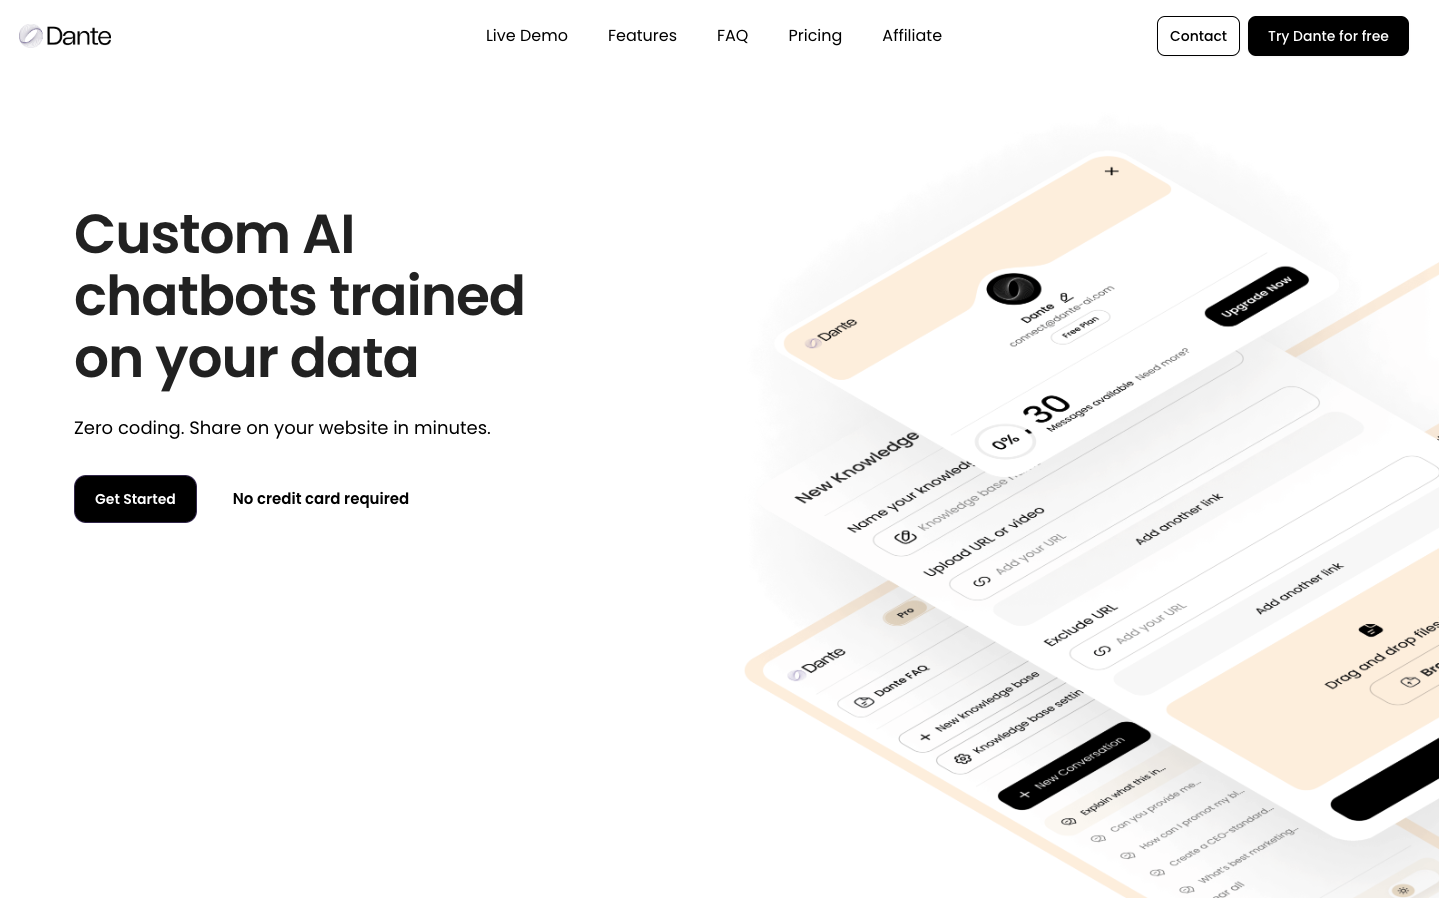 Dante
Live Demo
Features
FAQ
Pricing
Affiliate
Contact
Try Dante for free
Custom AI
chatbots trained
on your data
Zero coding. Share on your website in minutes.
Get Started
No credit card required
Dante
Dante
connect@dante-ai.com
Free Plan
Upgrade Now
0%
30
Messages available Need more?
New Knowledge
Name your
Knowledge base
Upload URL or video
Add your URL
Add another link
Exclude URL
Add your URL
Add another link
Drag and drop files
Pro
Dante
Dante FAQ
New knowledge base
Knowledge base
New Conversation
Explain what this in...
Can you provide me...
How can i promot my bl...
Create a CEO-standard...
What's best marketing...
all